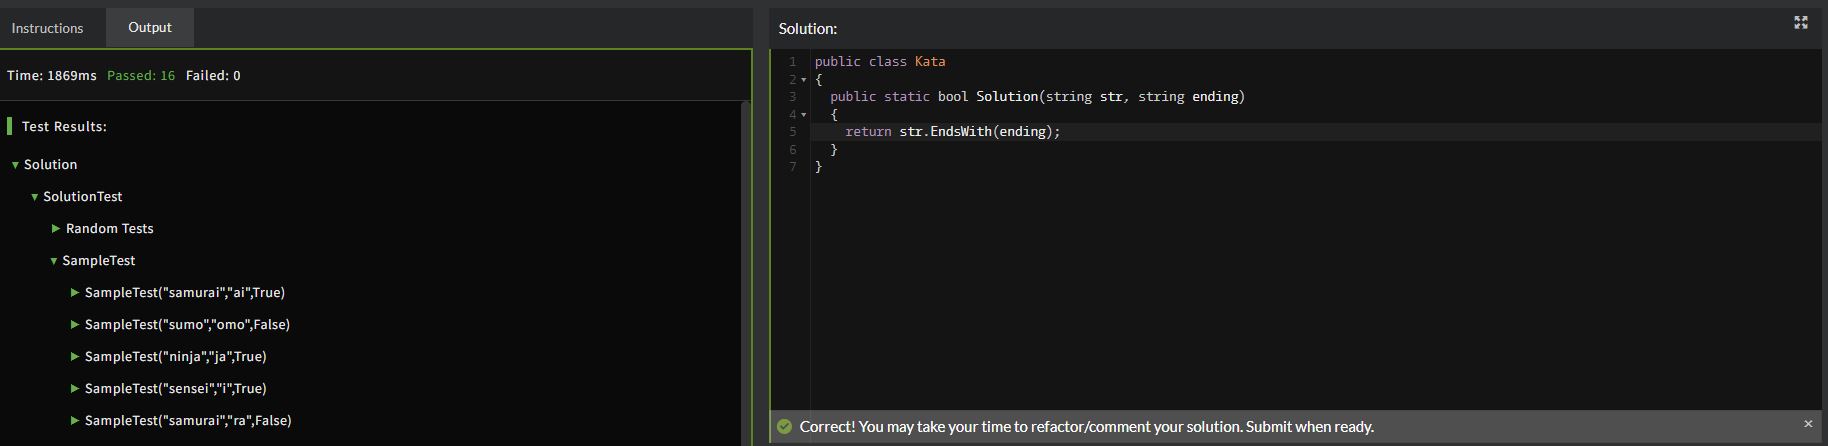 Instructions Output
Time: 1869ms Passed: 16 Failed: 0
Test Results:
Solution
SolutionTest
Random Tests
SampleTest
SampleTest("samurai","ai",True)
SampleTest("sumo","omo",False)
SampleTest("ninja","ja",True)
SampleTest("sensei","i",True)
SampleTest("samurai","ra",False)
Solution:
1 public class Kata
2 {
3 public static bool Solution(string str, string ending)
4 {
5 return str.EndsWith(ending);
6 }
7 }
Correct! You may take your time to refactor/comment your solution. Submit when ready.